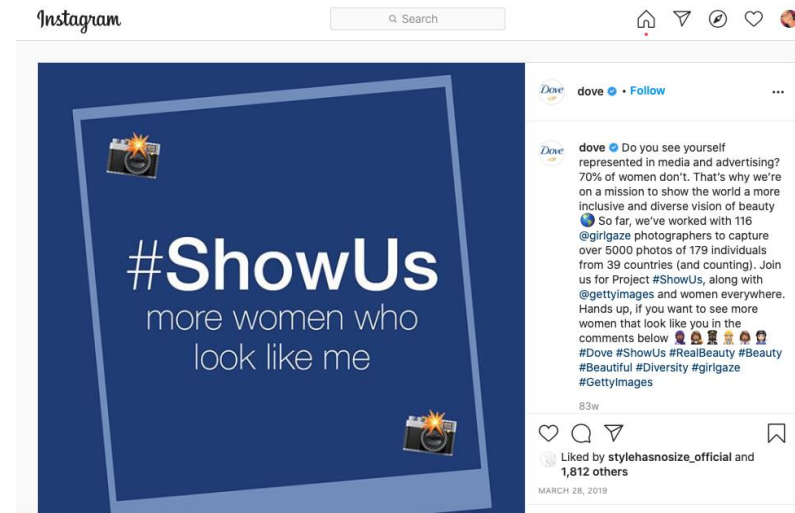 Instagram
Search
#ShowUs
more women who
look like me
Dove
dove • Follow
...
Dove
dove Do you see yourself
represented in media and advertising?
70% of women don't. That's why we're
on a mission to show the world a more
inclusive and diverse vision of beauty
🌎 So far, we've worked with 116
@girlgaze photographers to capture
over 5000 photos of 179 individuals
from 39 countries (and counting). Join
us for Project #ShowUs, along with
@gettyimages and women everywhere.
Hands up, if you want to see more
women that look like you in the
comments below
#Dove #ShowUs #RealBeauty #Beauty
#Beautiful #Diversity #girlgaze
#GettyImages
83w
Liked by stylehasnosize_official and
1,812 others
MARCH 28, 2019